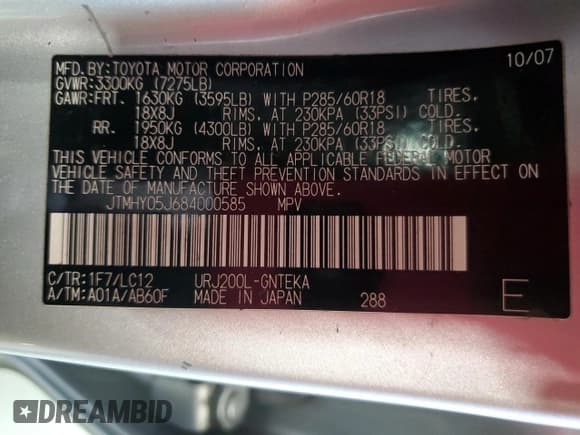 10/07
MFD.BY:TOYOTA MOTOR CORPORATION
GVWR:3300KG (7275LB)
GAWR:FRT. 1630KG (3595LB) WITH P285/60R18 TIRES.
18X8J RIMS, AT 230KPA (33PSI) COLD.
RR. 1950KG (4300LB) WITH P285/60R18 TIRES.
18X8J RIMS, AT 230KPA (33PSI) COLD.
THIS VEHICLE CONFORMS TO ALL APPLICABLE FEDERAL MOTOR
VEHICLE SAFETY AND THEFT PREVENTION STANDARDS IN EFFECT ON
THE DATE OF MANUFACTURE SHOWN ABOVE.
JTMHY05J684000585 MPV
C/TR:1F7/LC12 URJ200L-GNTEKA
A/TM:A01A/AB60F MADE IN JAPAN 288 E
DREAMBID